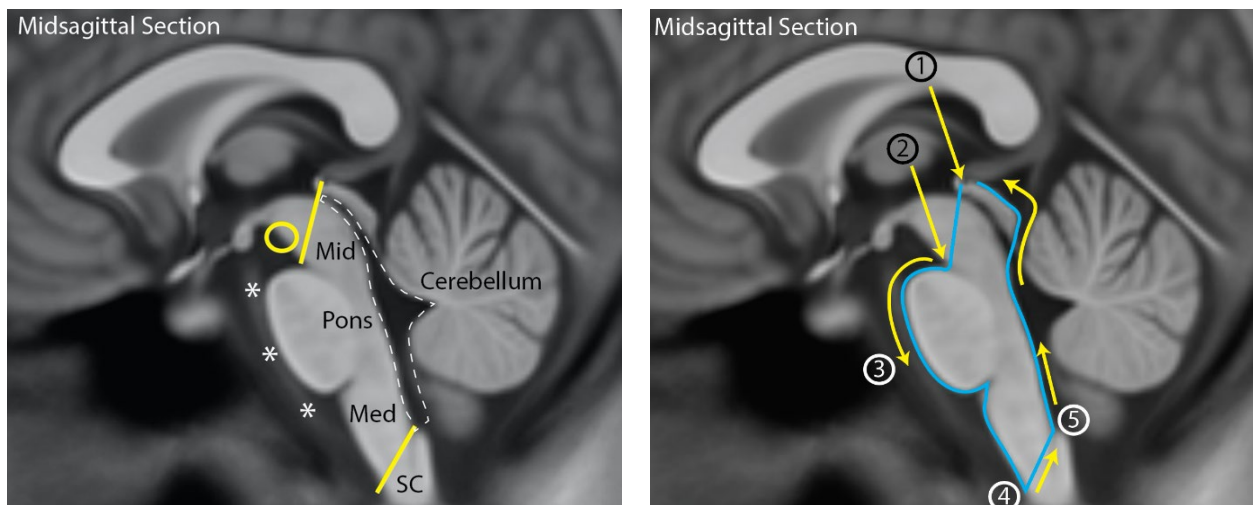 Midsagittal Section
Mid
Cerebellum
*
Pons
*
Med
*
SC
Midsagittal Section
1
2
3
5
4